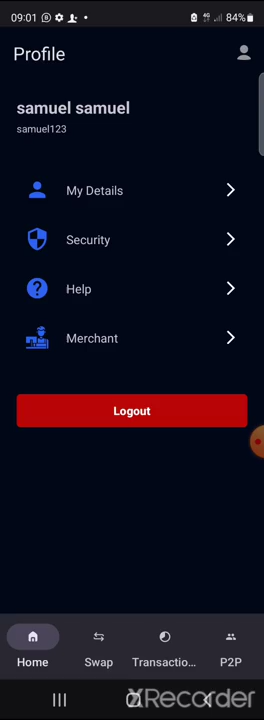 09:01 84%
Profile
samuel samuel
samuel123
My Details
Security
Help
Merchant
Logout
Home Swap Transactio... P2P
XRecorder